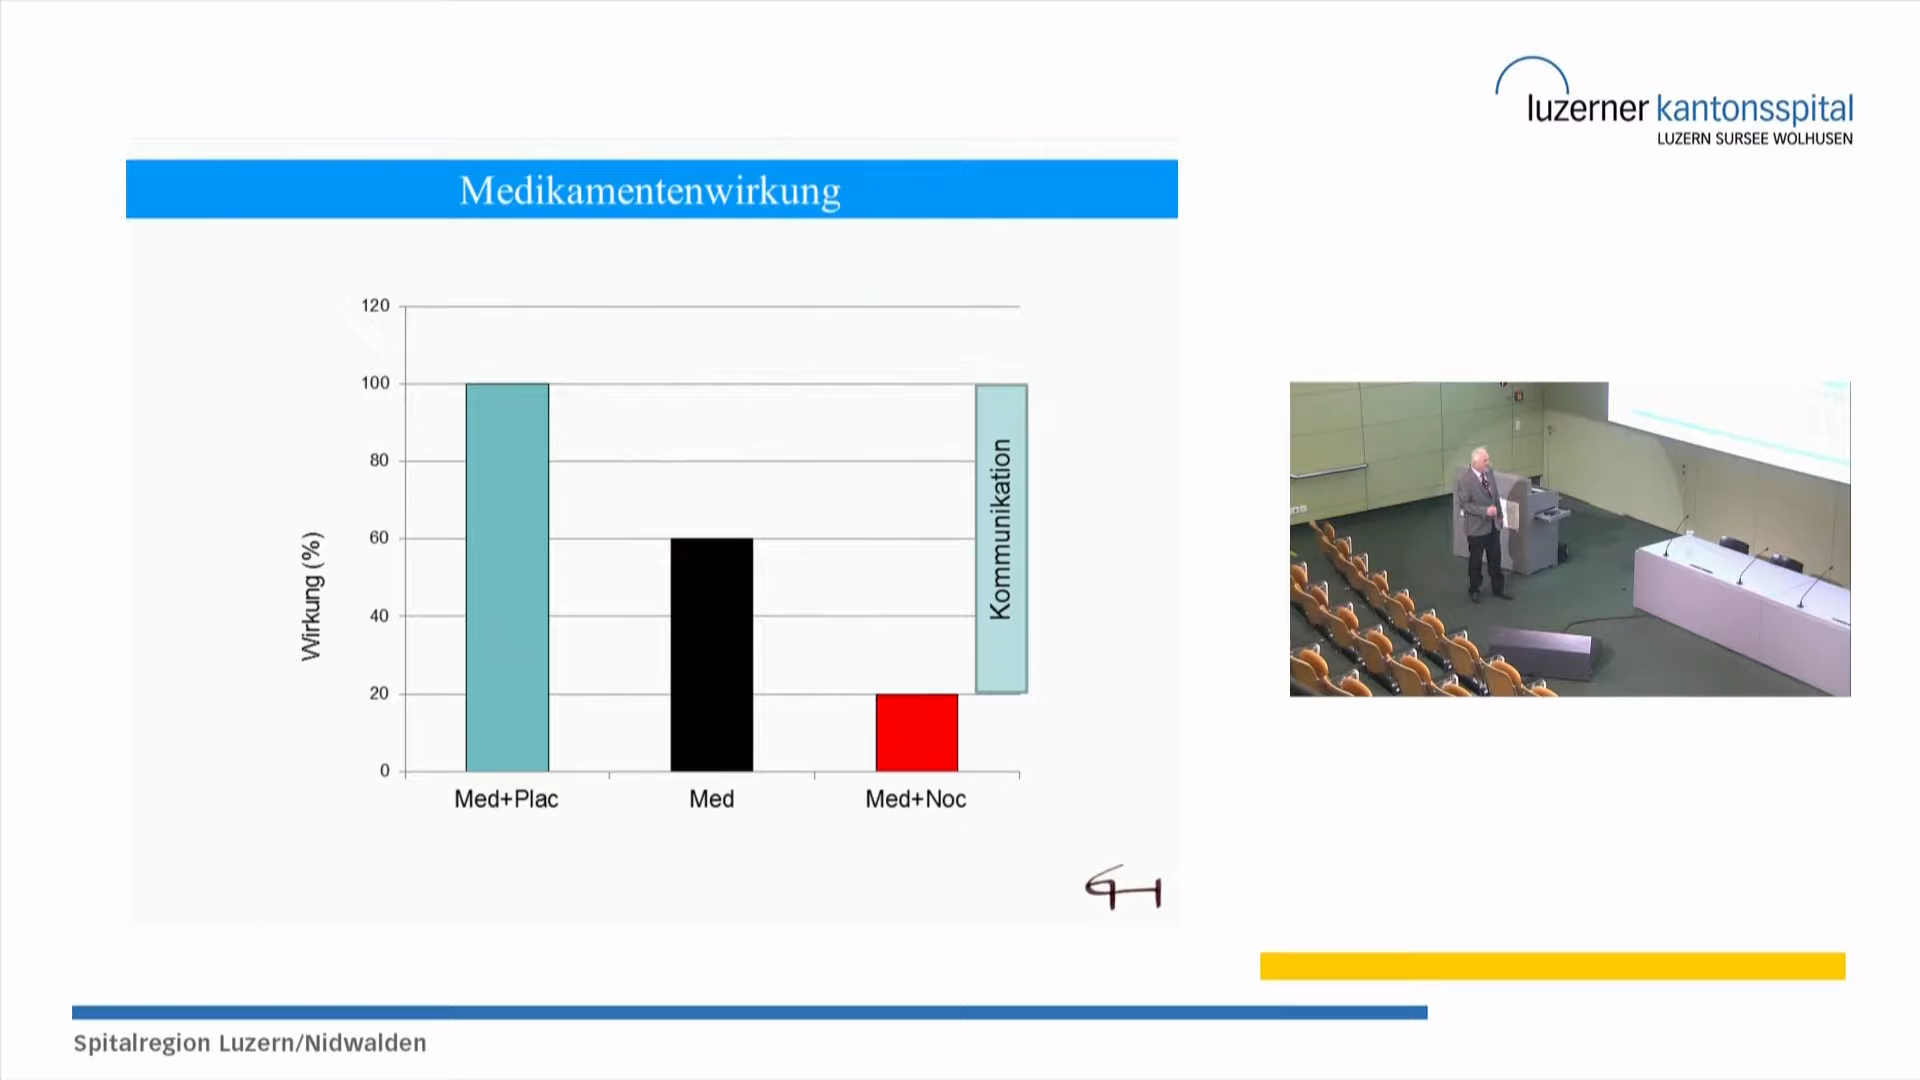 luzerner kantonsspital
LUZERN SURSEE WOLHUSEN
Medikamentenwirkung
Wirkung (%)
120
100
80
60
40
20
0
Kommunikation
Med+Plac
Med
Med+Noc
Spitalregion Luzern/Nidwalden